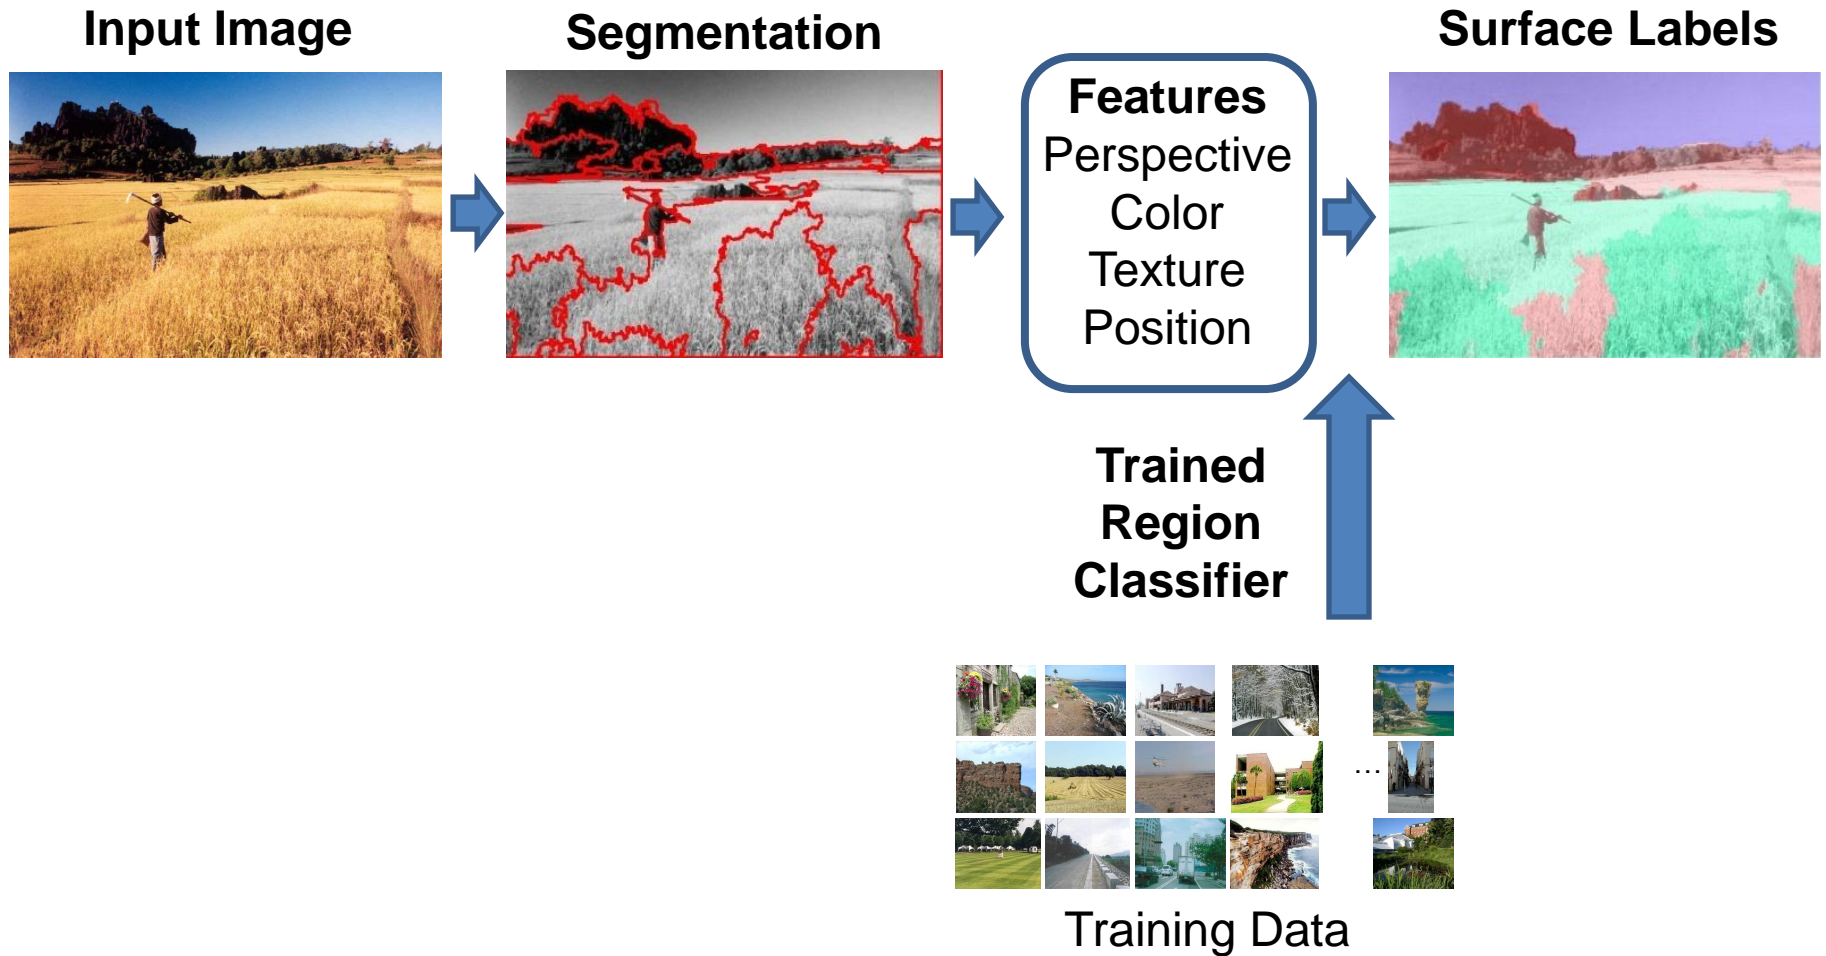 Input Image
Segmentation
Surface Labels
Features
Perspective
Color
Texture
Position
Trained
Region
Classifier
...
Training Data